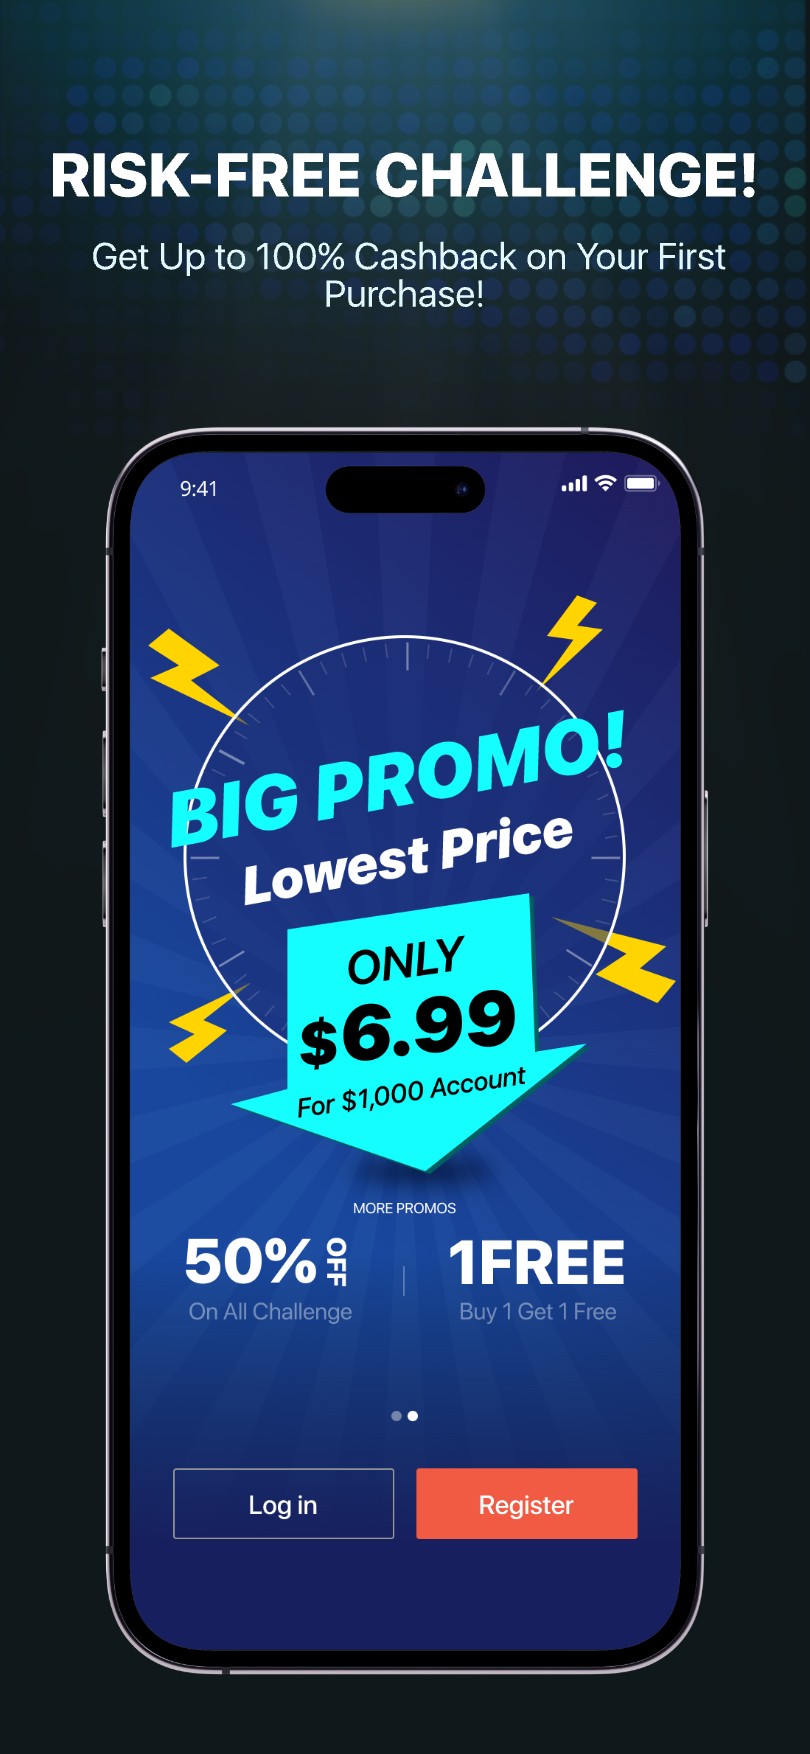 RISK-FREE CHALLENGE!
Get Up to 100% Cashback on Your First
Purchase!
9:41
BIG PROMO!
Lowest Price
ONLY
$6.99
For $1,000 Account
MORE PROMOS
50% OFF
On All Challenge
1FREE
Buy 1 Get 1 Free
Log in
Register